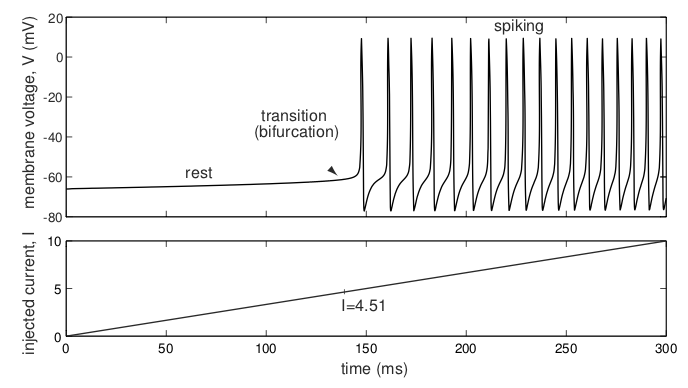 20
0
-20
-40
-60
-80
membrane voltage, V (mV)
spiking
transition
(bifurcation)
rest
10
5
0
injected current, I
I=4.51
0
50
100
150
200
250
300
time (ms)